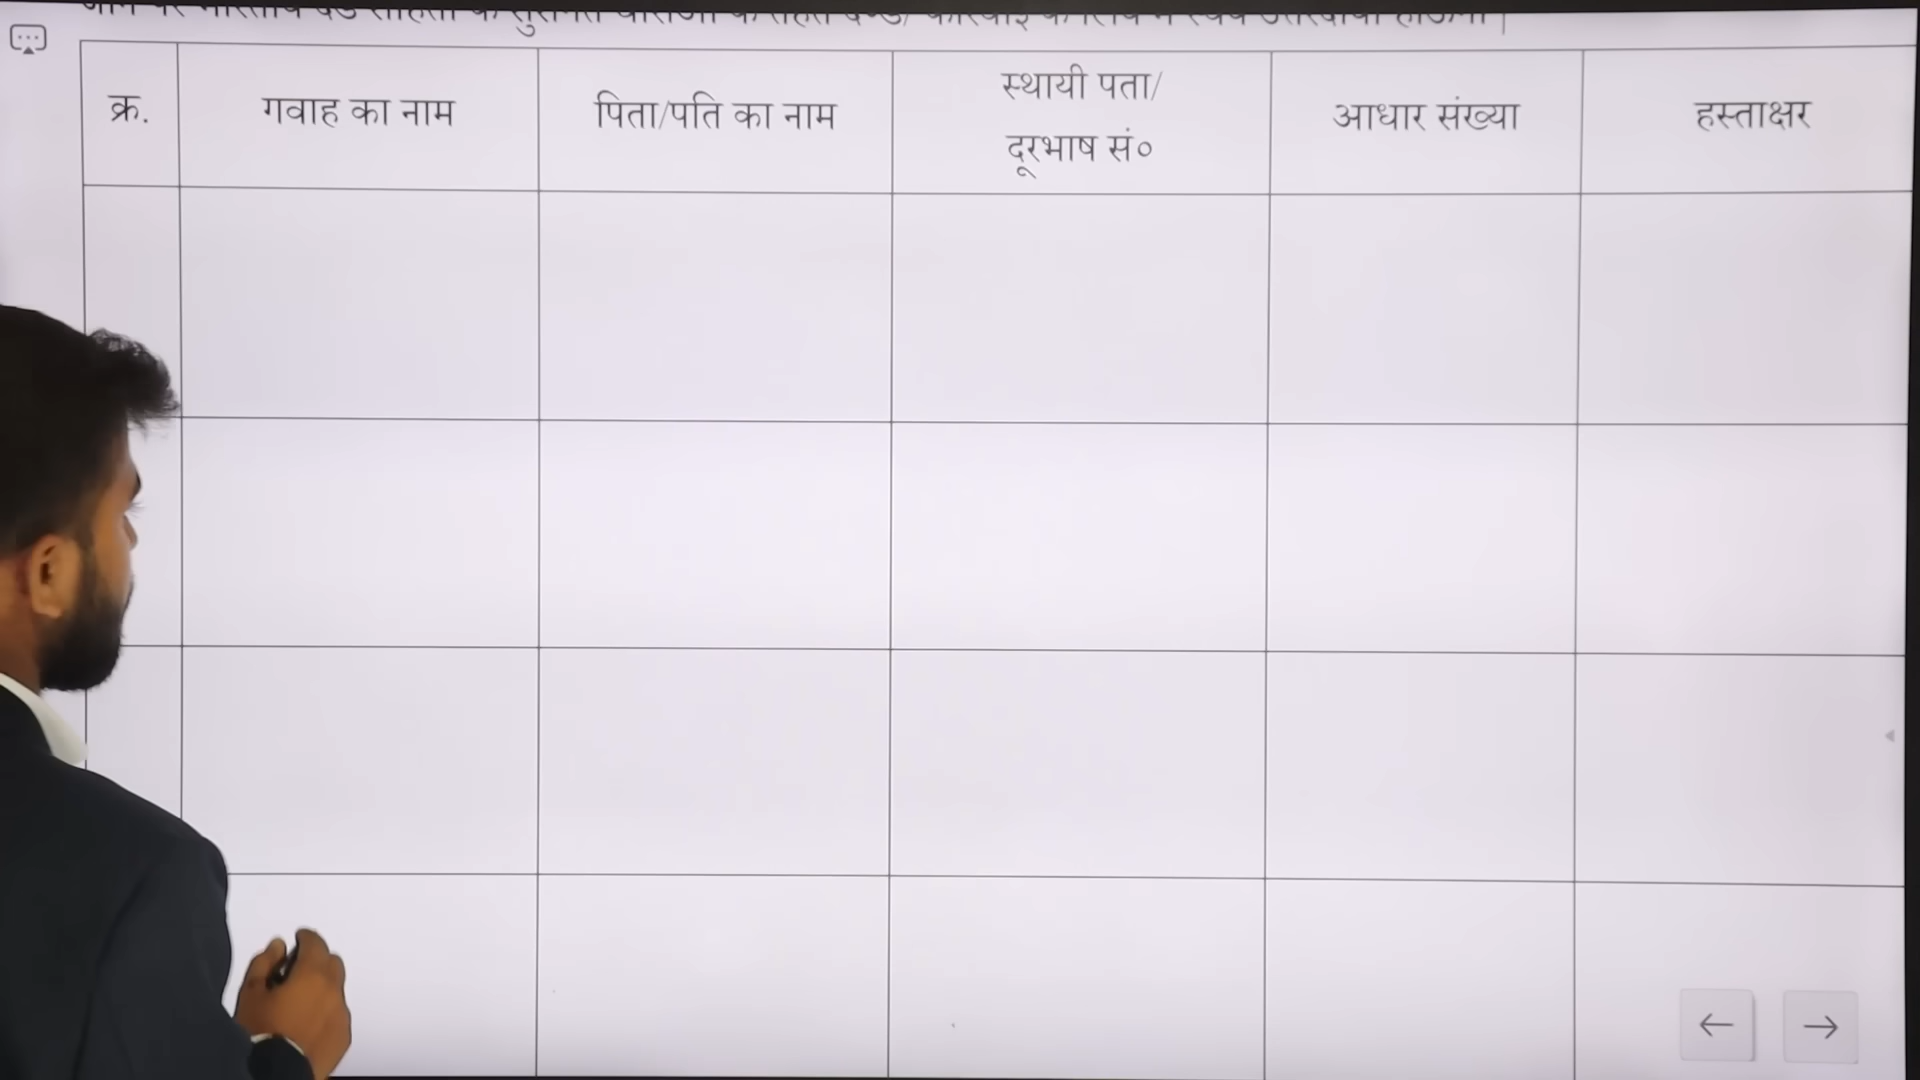 क्र.
गवाह का नाम
पिता/पति का नाम
स्थायी पता/
दूरभाष सं०
आधार संख्या
हस्ताक्षर